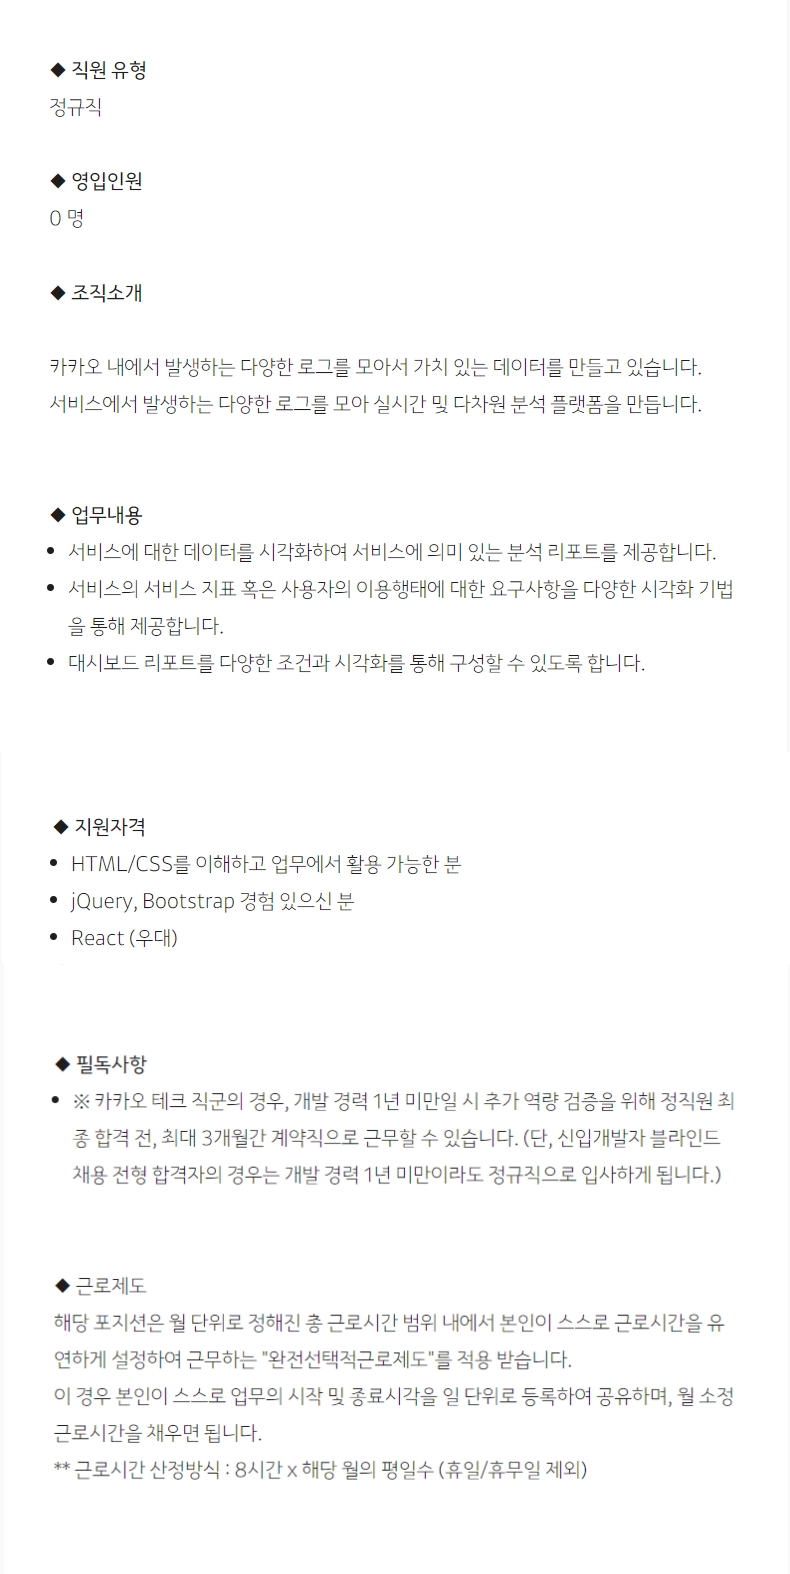 ◆ 직원 유형
정규직
◆ 영입인원
0 명
◆ 조직소개
카카오 내에서 발생하는 다양한 로그를 모아서 가치 있는 데이터를 만들고 있습니다.
서비스에서 발생하는 다양한 로그를 모아 실시간 및 다차원 분석 플랫폼을 만듭니다.
◆ 업무내용
• 서비스에 대한 데이터를 시각화하여 서비스에 의미 있는 분석 리포트를 제공합니다.
• 서비스의 서비스 지표 혹은 사용자의 이용행태에 대한 요구사항을 다양한 시각화 기법
을 통해 제공합니다.
• 대시보드 리포트를 다양한 조건과 시각화를 통해 구성할 수 있도록 합니다.
◆ 지원자격
• HTML/CSS를 이해하고 업무에서 활용 가능한 분
• jQuery, Bootstrap 경험 있으신 분
• React (우대)
◆ 필독사항
• ※ 카카오 테크 직군의 경우, 개발 경력 1년 미만일 시 추가 역량 검증을 위해 정직원 최
종 합격 전, 최대 3개월간 계약직으로 근무할 수 있습니다. (단, 신입개발자 블라인드
채용 전형 합격자의 경우는 개발 경력 1년 미만이라도 정규직으로 입사하게 됩니다.)
◆ 근로제도
해당 포지션은 월 단위로 정해진 총 근로시간 범위 내에서 본인이 스스로 근로시간을 유
연하게 설정하여 근무하는 "완전선택적근로제도"를 적용 받습니다.
이 경우 본인이 스스로 업무의 시작 및 종료시각을 일 단위로 등록하여 공유하며, 월 소정
근로시간을 채우면 됩니다.
** 근로시간 산정방식 : 8시간 x 해당 월의 평일수 (휴일/휴무일 제외)